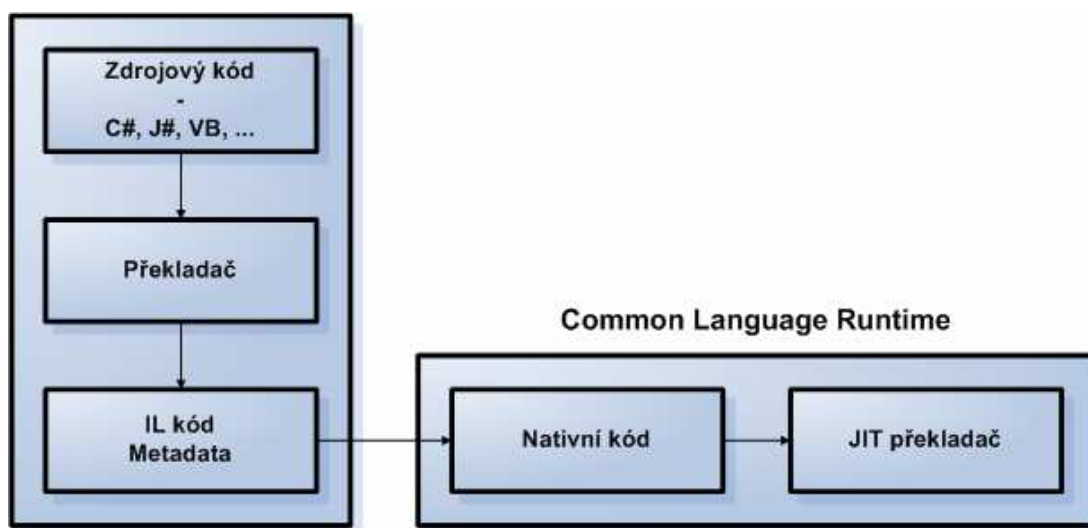 Zdrojový kód
-
C#, J#, VB, ...
Překladač
IL kód
Metadata
Common Language Runtime
Nativní kód
JIT překladač